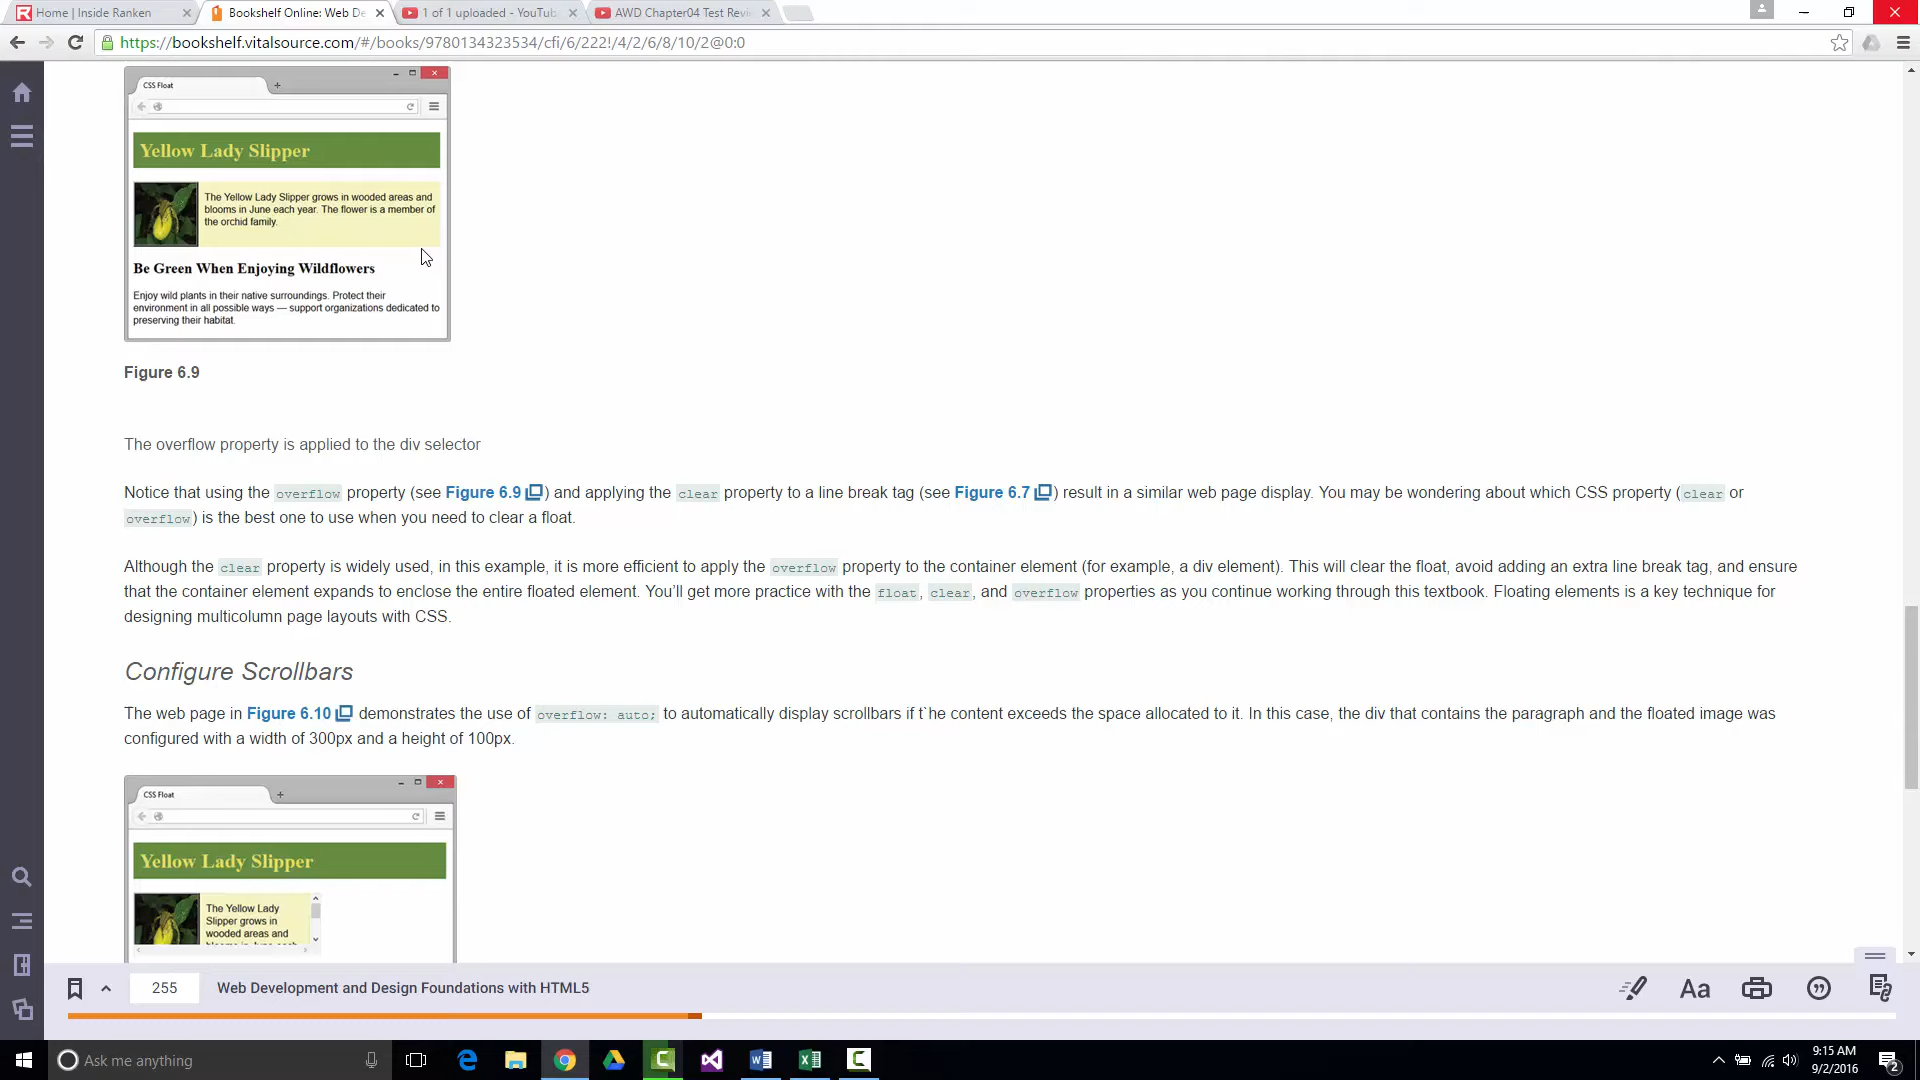 Home | Inside Ranken
Bookshelf Online: Web De
1 of 1 uploaded - YouTub
AWD Chapter04 Test Revi
https://bookshelf.vitalsource.com/#/books/9780134323534/cfi/6/222!/4/2/6/8/10/2@0:0
CSS Float
Yellow Lady Slipper
The Yellow Lady Slipper grows in wooded areas and
blooms in June each year. The flower is a member of
the orchid family.
Be Green When Enjoying Wildflowers
Enjoy wild plants in their native surroundings. Protect their
environment in all possible ways — support organizations dedicated to
preserving their habitat.
Figure 6.9
The overflow property is applied to the div selector
Notice that using the overflow property (see Figure 6.9) and applying the clear property to a line break tag (see Figure 6.7) result in a similar web page display. You may be wondering about which CSS property (clear or
overflow) is the best one to use when you need to clear a float.
Although the clear property is widely used, in this example, it is more efficient to apply the overflow property to the container element (for example, a div element). This will clear the float, avoid adding an extra line break tag, and ensure
that the container element expands to enclose the entire floated element. You'll get more practice with the float, clear, and overflow properties as you continue working through this textbook. Floating elements is a key technique for
designing multicolumn page layouts with CSS.
Configure Scrollbars
The web page in Figure 6.10 demonstrates the use of overflow: auto; to automatically display scrollbars if t`he content exceeds the space allocated to it. In this case, the div that contains the paragraph and the floated image was
configured with a width of 300px and a height of 100px.
CSS Float
Yellow Lady Slipper
The Yellow Lady
Slipper grows in
wooded areas and
blooms in June each
255
Web Development and Design Foundations with HTML5
Aa
Ask me anything
9:15 AM
9/2/2016
2